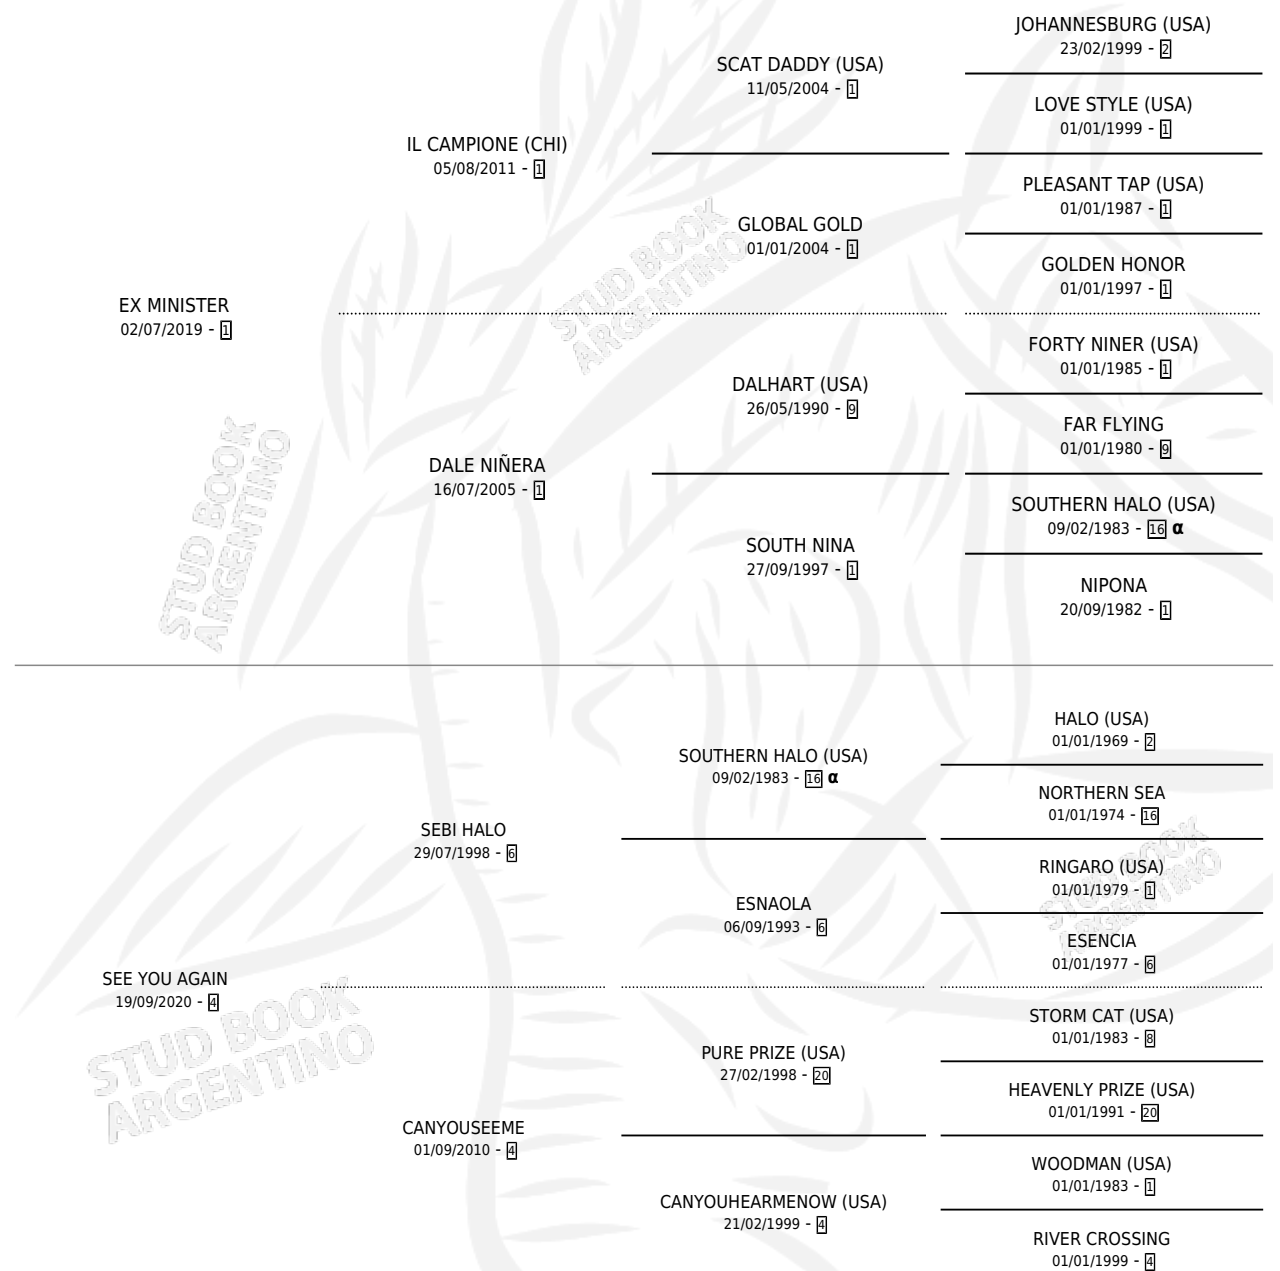 JOHANNESBURG (USA)
23/02/1999 - 2
SCAT DADDY (USA)
11/05/2004 - 1
LOVE STYLE (USA)
01/01/1999 - 1
IL CAMPIONE (CHI)
05/08/2011 - 1
PLEASANT TAP (USA)
01/01/1987 - 1
GLOBAL GOLD
01/01/2004 - 1
GOLDEN HONOR
01/01/1997 - 1
EX MINISTER
02/07/2019 - 1
FORTY NINER (USA)
01/01/1985 - 1
DALHART (USA)
26/05/1990 - 9
FAR FLYING
01/01/1980 - 9
DALE NIÑERA
16/07/2005 - 1
SOUTHERN HALO (USA)
09/02/1983 - 16 α
SOUTH NINA
27/09/1997 - 1
NIPONA
20/09/1982 - 1
HALO (USA)
01/01/1969 - 2
SOUTHERN HALO (USA)
09/02/1983 - 16 α
NORTHERN SEA
01/01/1974 - 16
SEBI HALO
29/07/1998 - 6
RINGARO (USA)
01/01/1979 - 1
ESNAOLA
06/09/1993 - 6
ESENCIA
01/01/1977 - 6
SEE YOU AGAIN
19/09/2020 - 4
STORM CAT (USA)
01/01/1983 - 8
PURE PRIZE (USA)
27/02/1998 - 20
HEAVENLY PRIZE (USA)
01/01/1991 - 20
CANYOUSEEME
01/09/2010 - 4
WOODMAN (USA)
01/01/1983 - 1
CANYOUHEARMENOW (USA)
21/02/1999 - 4
RIVER CROSSING
01/01/1999 - 4
STUD BOOK
ARGENTINO
STUD BOOK
ARGENTINO
STUD BOOK
ARGENTINO
STUD BOOK
ARGENTINO